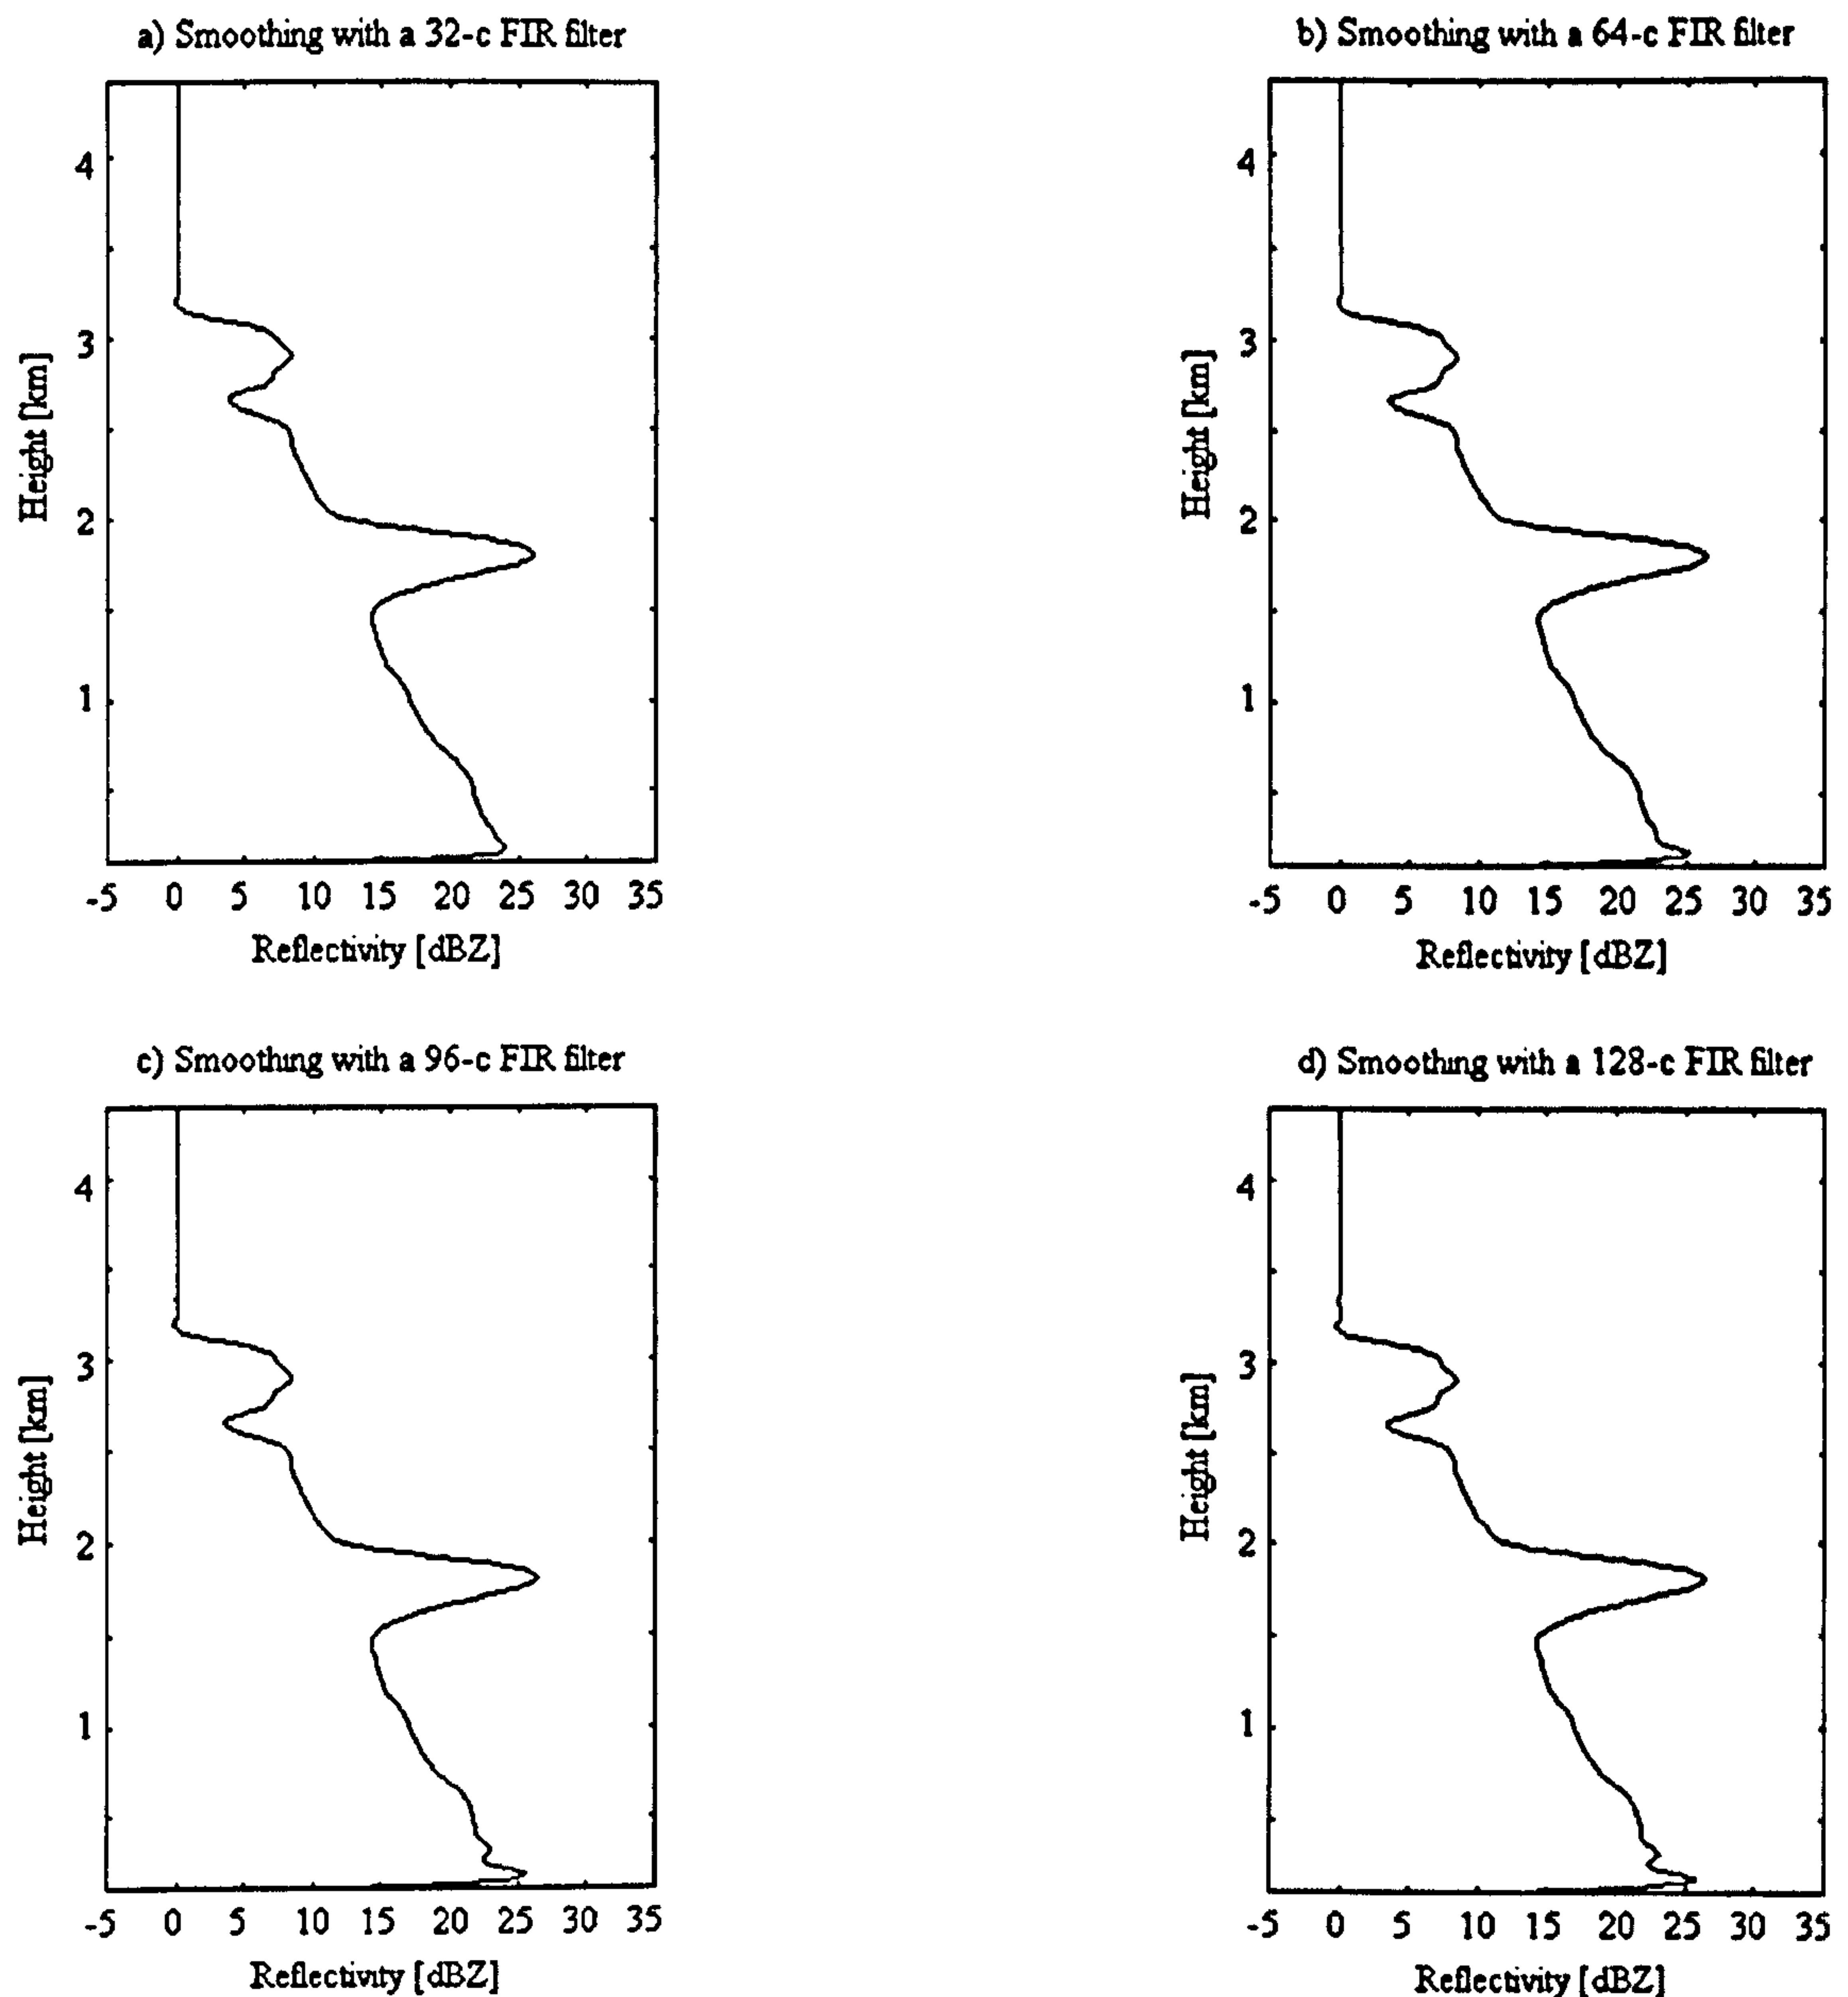 a) Smoothing with a 32-c FIR filter
4
3
2
1
Height [km]
-5 0 5 10 15 20 25 30 35
Reflectivity [dBZ]
b) Smoothing with a 64-c FIR filter
4
3
2
1
Height [km]
-5 0 5 10 15 20 25 30 35
Reflectivity [dBZ]
c) Smoothing with a 96-c FIR filter
4
3
2
1
Height [km]
-5 0 5 10 15 20 25 30 35
Reflectivity [dBZ]
d) Smoothing with a 128-c FIR filter
4
3
2
1
Height [km]
-5 0 5 10 15 20 25 30 35
Reflectivity [dBZ]